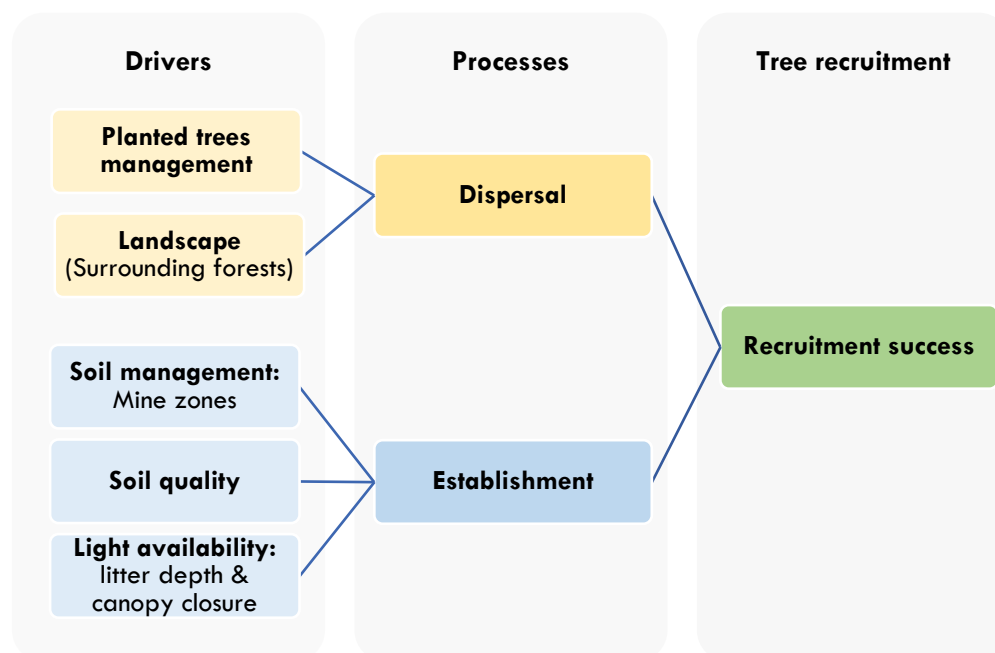 Drivers
Processes
Tree recruitment
Planted trees
management
Landscape
(Surrounding forests)
Dispersal
Soil management:
Mine zones
Soil quality
Light availability:
litter depth &
canopy closure
Establishment
Recruitment success